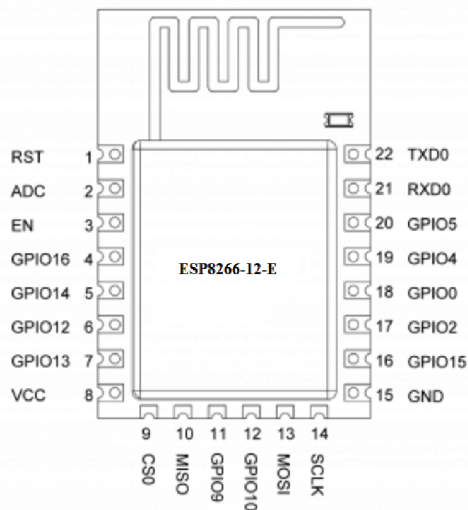 RST 1 22 TXD0
ADC 2 21 RXD0
EN 3 20 GPIO5
GPIO16 4 19 GPIO4
ESP8266-12-E
GPIO14 5 18 GPIO0
GPIO12 6 17 GPIO2
GPIO13 7 16 GPIO15
VCC 8 15 GND
9 10 11 12 13 14
CS0 MISO GPIO9 GPIO10 MOSI SCLK